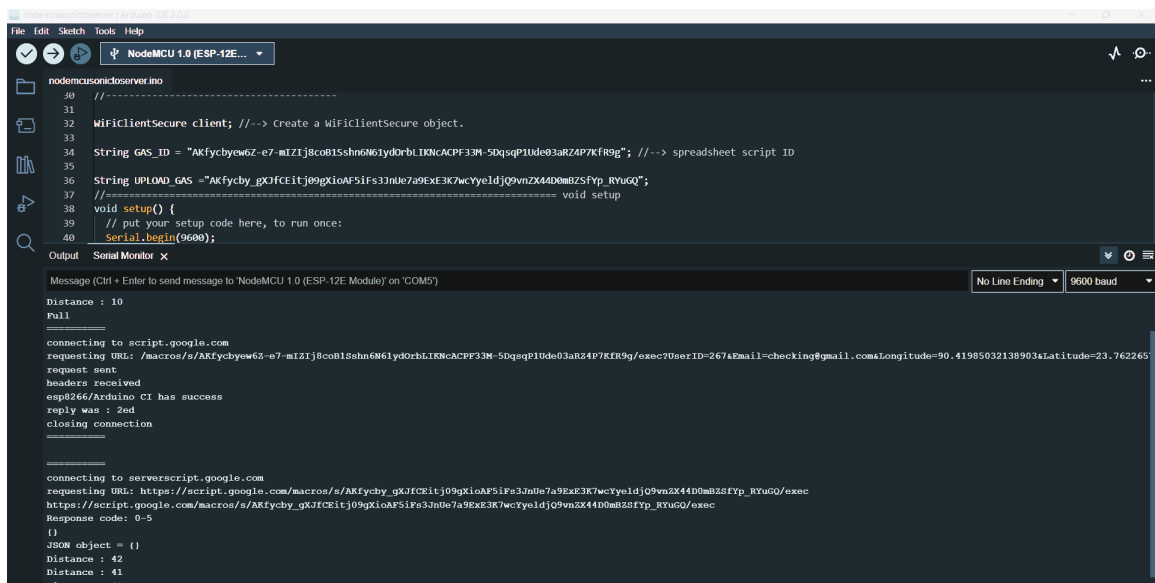 nodemcusonictoserver | Arduino IDE 2.0.0
File Edit Sketch Tools Help
NodeMCU 1.0 (ESP-12E...
nodemcusonictoserver.ino
...
30 //----------------------------------------
31
32 WiFiClientSecure client; //--> Create a WiFiClientSecure object.
33
34 String GAS_ID = "AKfycbyew6Z-e7-mIZIj8coB1Sshn6N61ydOrbLIKNcACPF33M-5DqsqP1Ude03aRZ4P7KfR9g"; //--> spreadsheet script ID
35
36 String UPLOAD_GAS ="AKfycby_gXJfCEitj09gXioAF5iFs3JnUe7a9ExE3K7wcYyeldjQ9vnZX44D0mBZSfYp_RYuGQ";
37 //============================================================================== void setup
38 void setup() {
39 // put your setup code here, to run once:
40 Serial.begin(9600);
Output Serial Monitor
Message (Ctrl + Enter to send message to 'NodeMCU 1.0 (ESP-12E Module)' on 'COM5')
No Line Ending
9600 baud
Distance : 10
Full
==========
connecting to script.google.com
requesting URL: /macros/s/AKfycbyew6Z-e7-mIZIj8coB1Sshn6N61ydOrbLIKNcACPF33M-5DqsqP1Ude03aRZ4P7KfR9g/exec?UserID=267&Email=checking@gmail.com&Longitude=90.41985032138903&Latitude=23.762265
request sent
headers received
esp8266/Arduino CI has success
reply was : 2ed
closing connection
==========
==========
connecting to serverscript.google.com
requesting URL: https://script.google.com/macros/s/AKfycby_gXJfCEitj09gXioAF5iFs3JnUe7a9ExE3K7wcYyeldjQ9vnZX44D0mBZSfYp_RYuGQ/exec
https://script.google.com/macros/s/AKfycby_gXJfCEitj09gXioAF5iFs3JnUe7a9ExE3K7wcYyeldjQ9vnZX44D0mBZSfYp_RYuGQ/exec
Response code: 0-5
{}
JSON object = {}
Distance : 42
Distance : 41